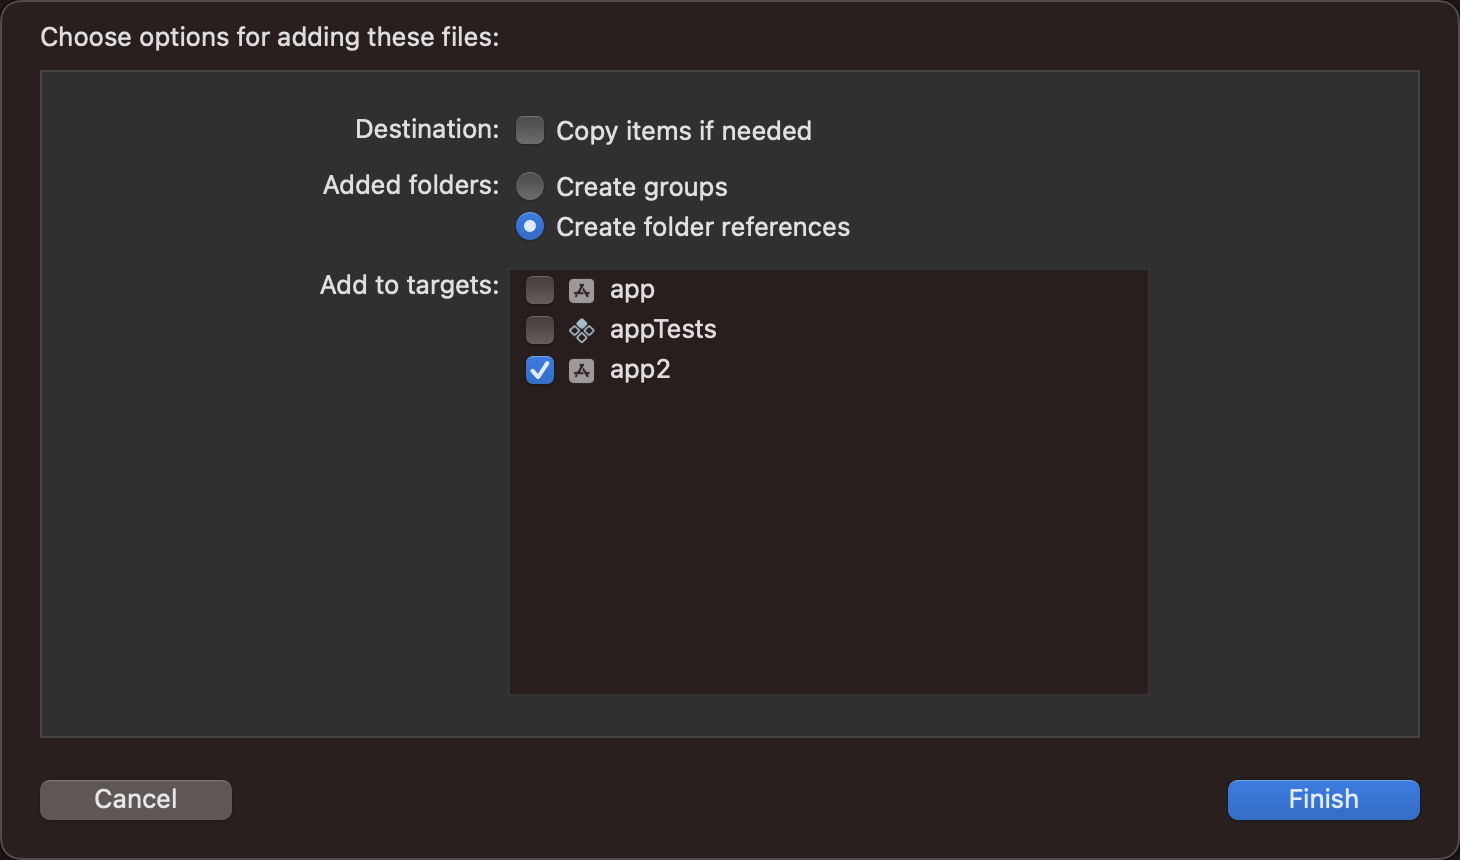 Choose options for adding these files:
Destination: Copy items if needed
Added folders: Create groups
Create folder references
Add to targets: app
appTests
app2
Cancel Finish